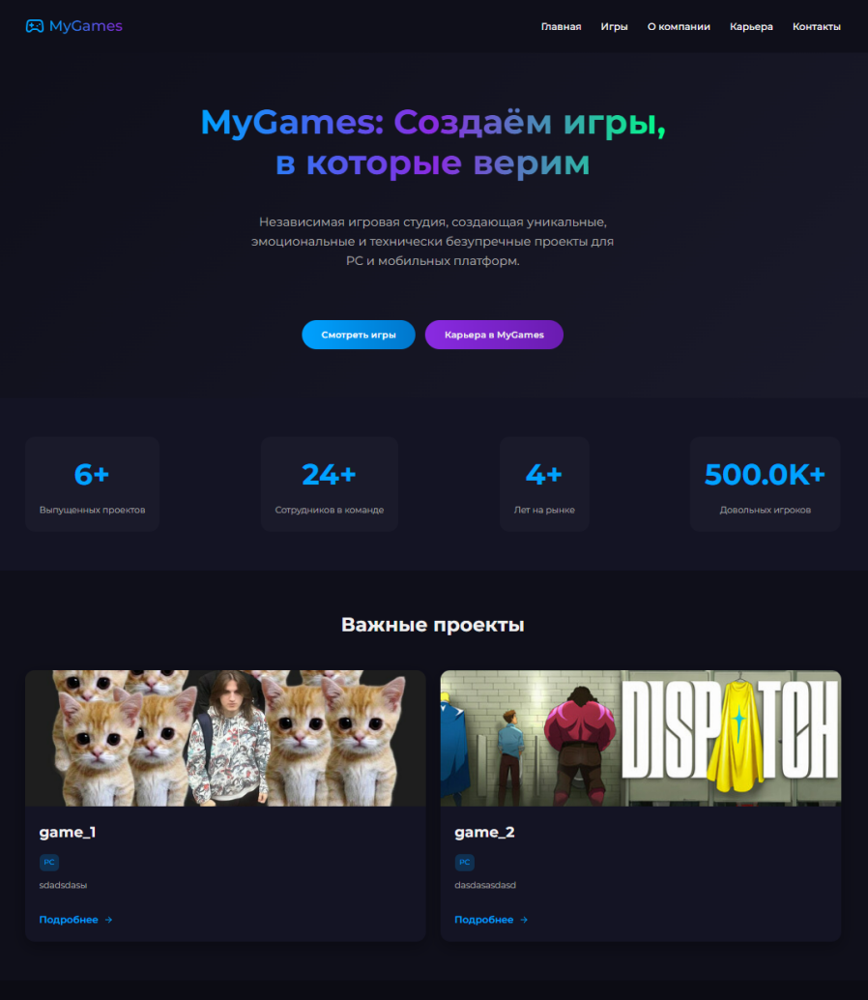 MyGames
Главная Игры О компании Карьера Контакты
MyGames: Создаём игры,
в которые верим
Независимая игровая студия, создающая уникальные,
эмоциональные и технически безупречные проекты для
PC и мобильных платформ.
Смотреть игры
Карьера в MyGames
6+
Выпущенных проектов
24+
Сотрудников в команде
4+
Лет на рынке
500.0K+
Довольных игроков
Важные проекты
game_1
PC
sdadsdasы
Подробнее →
DISPATCH
game_2
PC
dasdasasdasd
Подробнее →